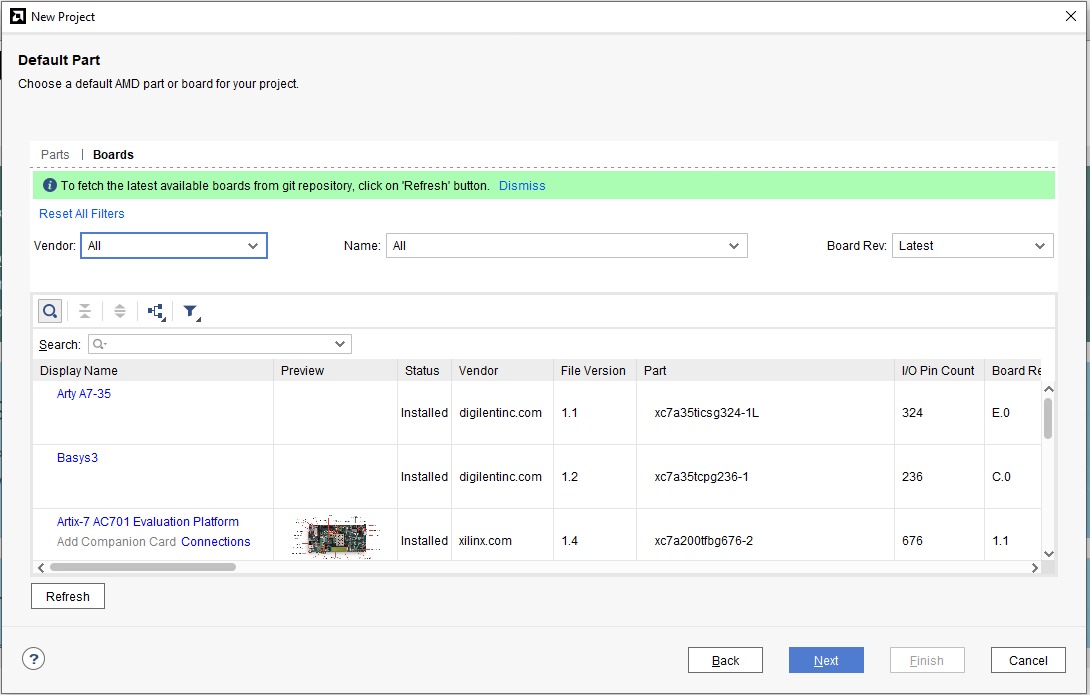 New Project
Default Part
Choose a default AMD part or board for your project.
Parts | Boards
To fetch the latest available boards from git repository, click on 'Refresh' button. Dismiss
Reset All Filters
Vendor: All Name: All Board Rev: Latest
Search:
Display Name Preview Status Vendor File Version Part I/O Pin Count Board Re
Arty A7-35
Installed digilentinc.com 1.1 xc7a35ticsg324-1L 324 E.0
Basys3
Installed digilentinc.com 1.2 xc7a35tcpg236-1 236 C.0
Artix-7 AC701 Evaluation Platform
Add Companion Card Connections
Installed xilinx.com 1.4 xc7a200tfbg676-2 676 1.1
Refresh
? Back Next Finish Cancel